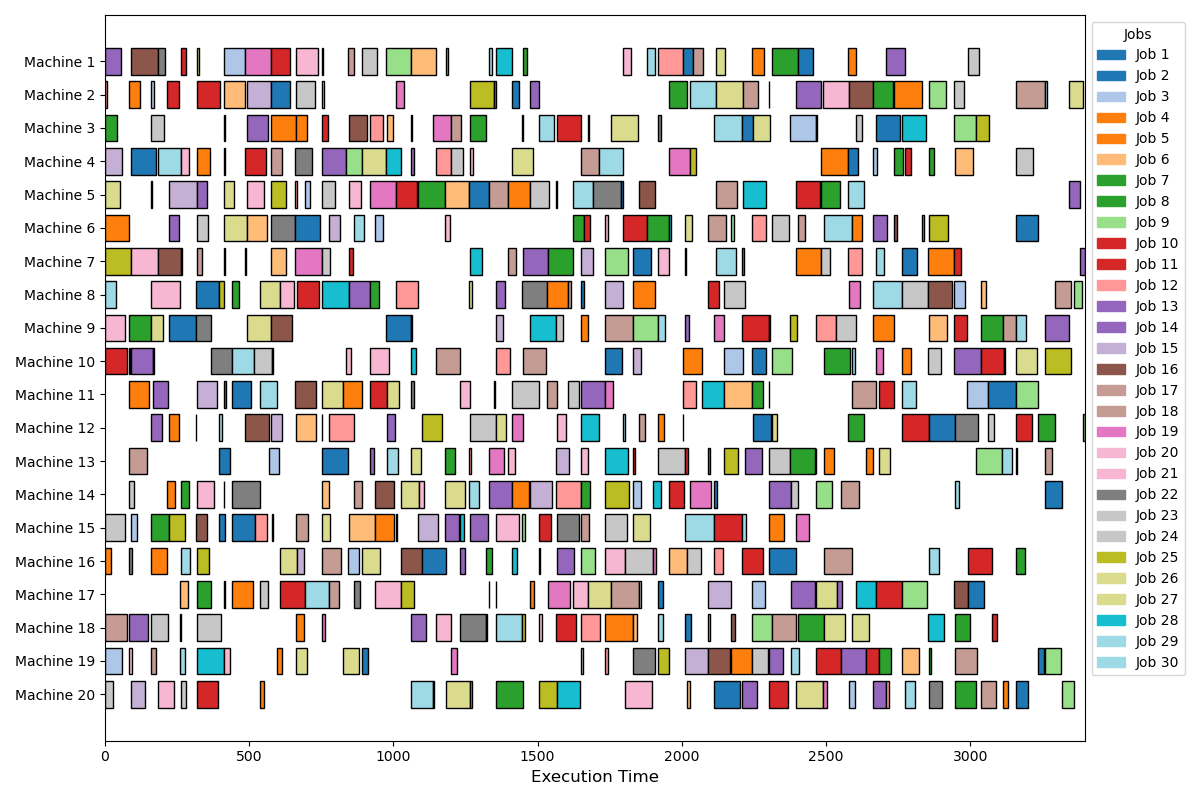 Machine 1
Machine 2
Machine 3
Machine 4
Machine 5
Machine 6
Machine 7
Machine 8
Machine 9
Machine 10
Machine 11
Machine 12
Machine 13
Machine 14
Machine 15
Machine 16
Machine 17
Machine 18
Machine 19
Machine 20
0
500
1000
1500
2000
2500
3000
Execution Time
Jobs
Job 1
Job 2
Job 3
Job 4
Job 5
Job 6
Job 7
Job 8
Job 9
Job 10
Job 11
Job 12
Job 13
Job 14
Job 15
Job 16
Job 17
Job 18
Job 19
Job 20
Job 21
Job 22
Job 23
Job 24
Job 25
Job 26
Job 27
Job 28
Job 29
Job 30